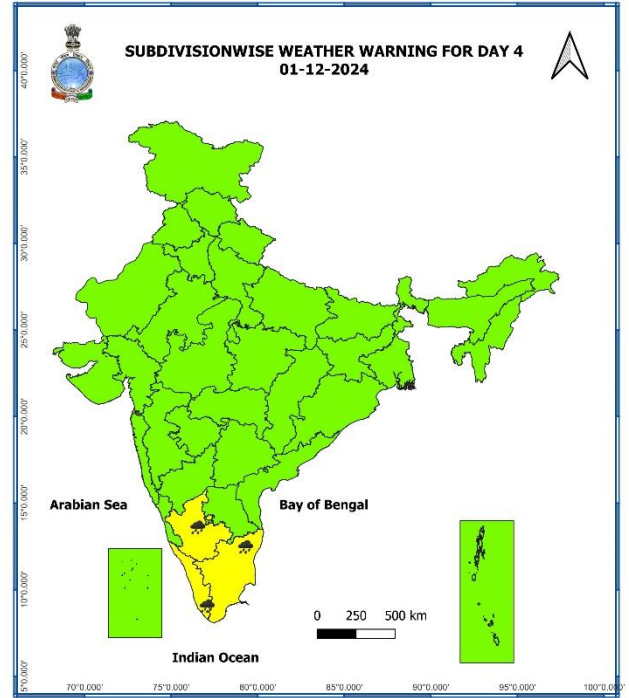 SUBDIVISIONWISE WEATHER WARNING FOR DAY 4
01-12-2024
40°0.000'
35°0.000'
30°0.000'
25°0.000'
20°0.000'
15°0.000'
10°0.000'
5°0.000'
Arabian Sea
Bay of Bengal
0 250 500 km
Indian Ocean
70°0.000' 75°0.000' 80°0.000' 85°0.000' 90°0.000' 95°0.000' 100°0.000'